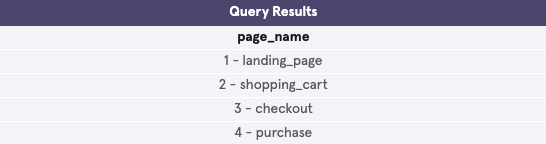 Query Results
page_name
1 - landing_page
2 - shopping_cart
3 - checkout
4 - purchase